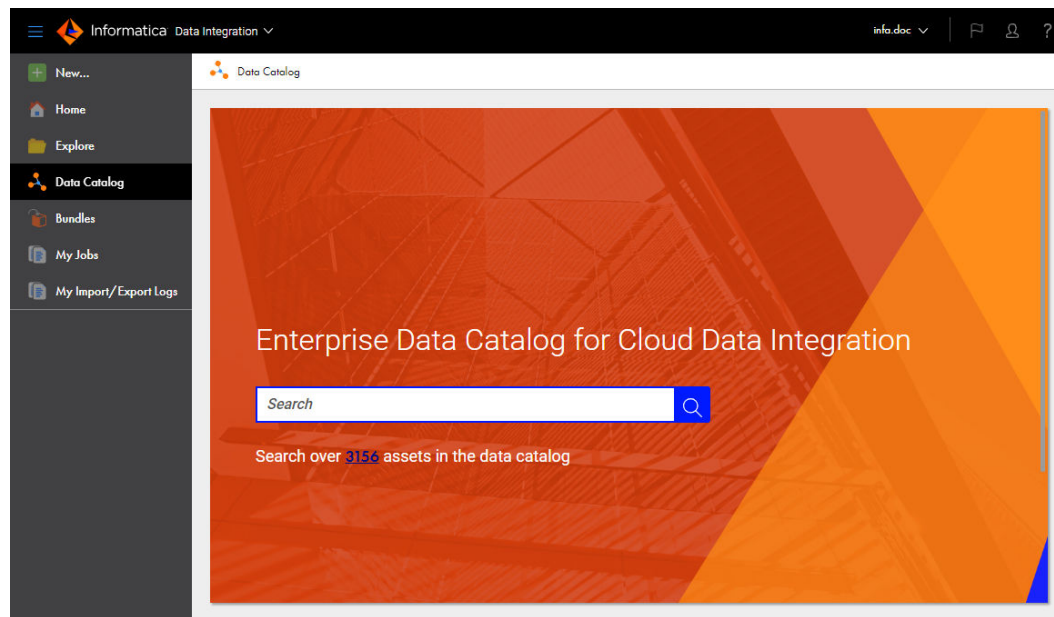 Informatica Data Integration
infa.doc
?
New...
Data Catalog
Home
Explore
Data Catalog
Bundles
My Jobs
My Import/Export Logs
Enterprise Data Catalog for Cloud Data Integration
Search
Search over 3156 assets in the data catalog